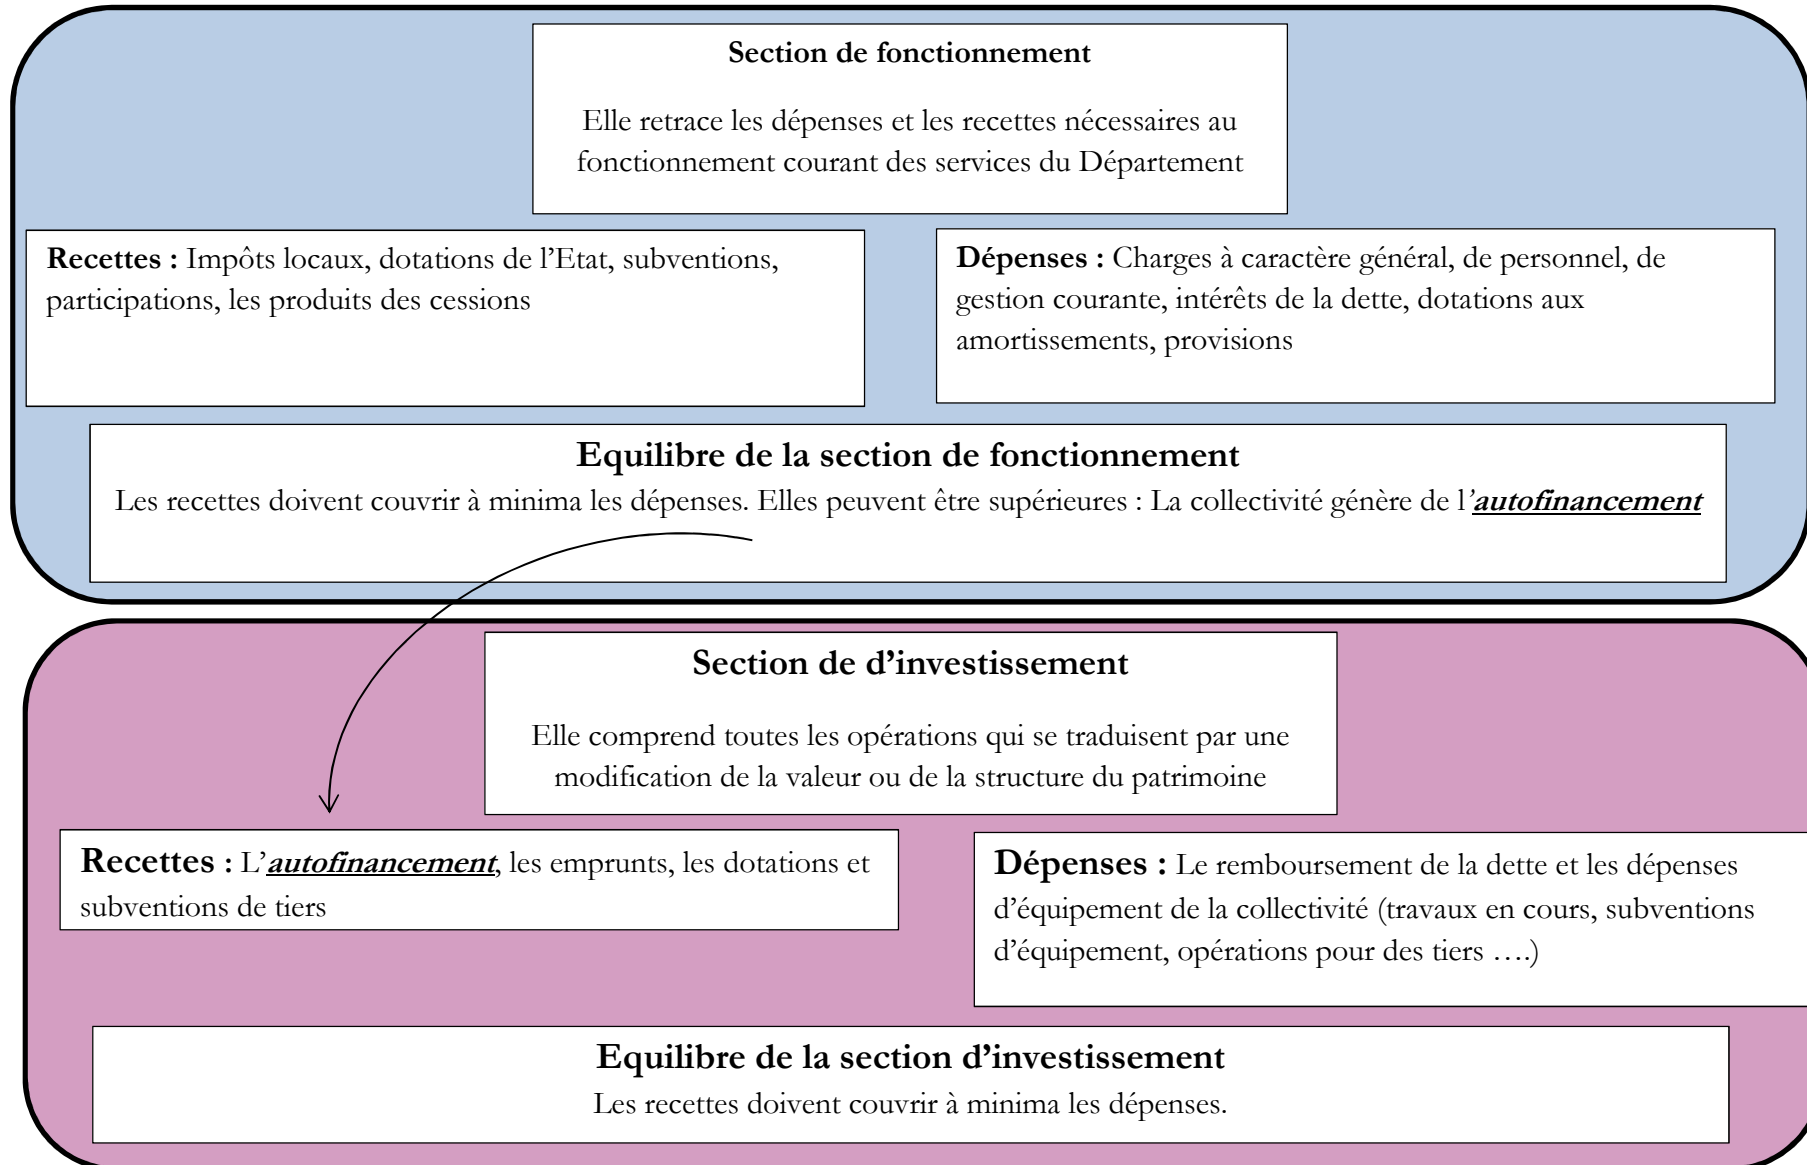 Section de fonctionnement
Elle retrace les dépenses et les recettes nécessaires au
fonctionnement courant des services du Département
Recettes : Impôts locaux, dotations de l’Etat, subventions,
participations, les produits des cessions
Dépenses : Charges à caractère général, de personnel, de
gestion courante, intérêts de la dette, dotations aux
amortissements, provisions
Equilibre de la section de fonctionnement
Les recettes doivent couvrir à minima les dépenses. Elles peuvent être supérieures : La collectivité génère de l’autofinancement
Section de d’investissement
Elle comprend toutes les opérations qui se traduisent par une
modification de la valeur ou de la structure du patrimoine
Recettes : L’autofinancement, les emprunts, les dotations et
subventions de tiers
Dépenses : Le remboursement de la dette et les dépenses
d’équipement de la collectivité (travaux en cours, subventions
d’équipement, opérations pour des tiers ….)
Equilibre de la section d’investissement
Les recettes doivent couvrir à minima les dépenses.